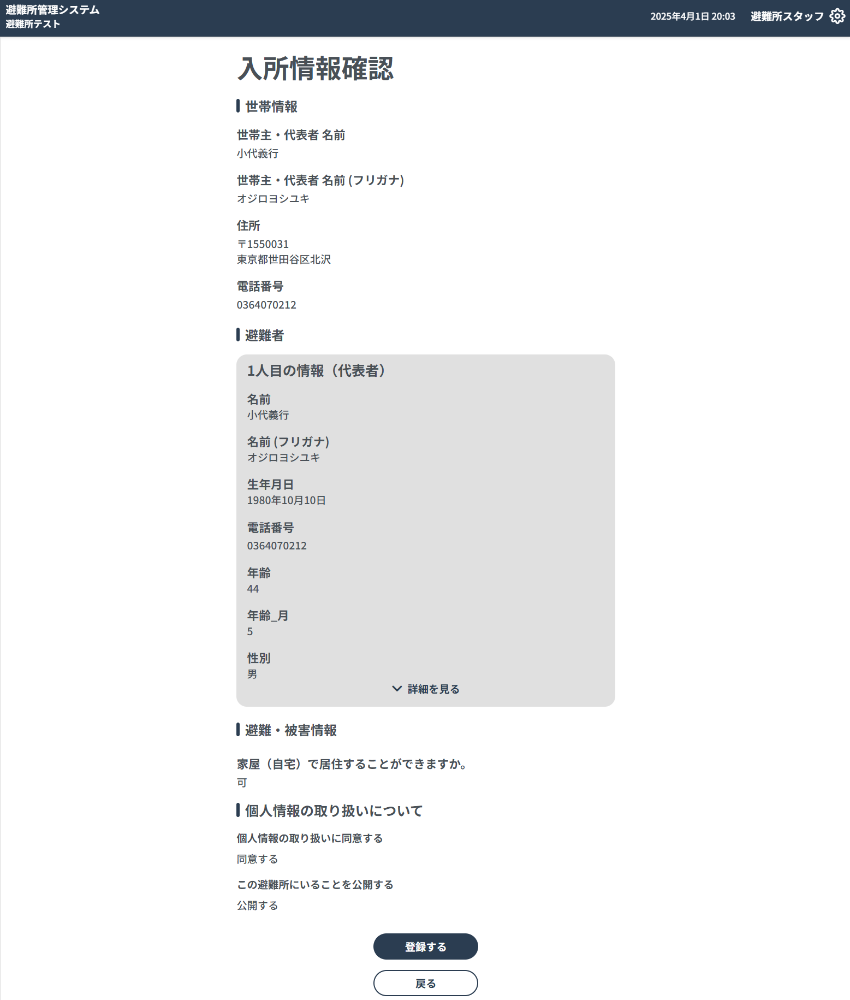 避難所管理システム
避難所テスト
2025年4月1日 20:03 避難所スタッフ
入所情報確認
世帯情報
世帯主・代表者 名前
小代義行
世帯主・代表者 名前 (フリガナ)
オジロヨシユキ
住所
〒1550031
東京都世田谷区北沢
電話番号
0364070212
避難者
1人目の情報（代表者）
名前
小代義行
名前 (フリガナ)
オジロヨシユキ
生年月日
1980年10月10日
電話番号
0364070212
年齢
44
年齢_月
5
性別
男
詳細を見る
避難・被害情報
家屋（自宅）で居住することができますか。
可
個人情報の取り扱いについて
個人情報の取り扱いに同意する
同意する
この避難所にいることを公開する
公開する
登録する
戻る